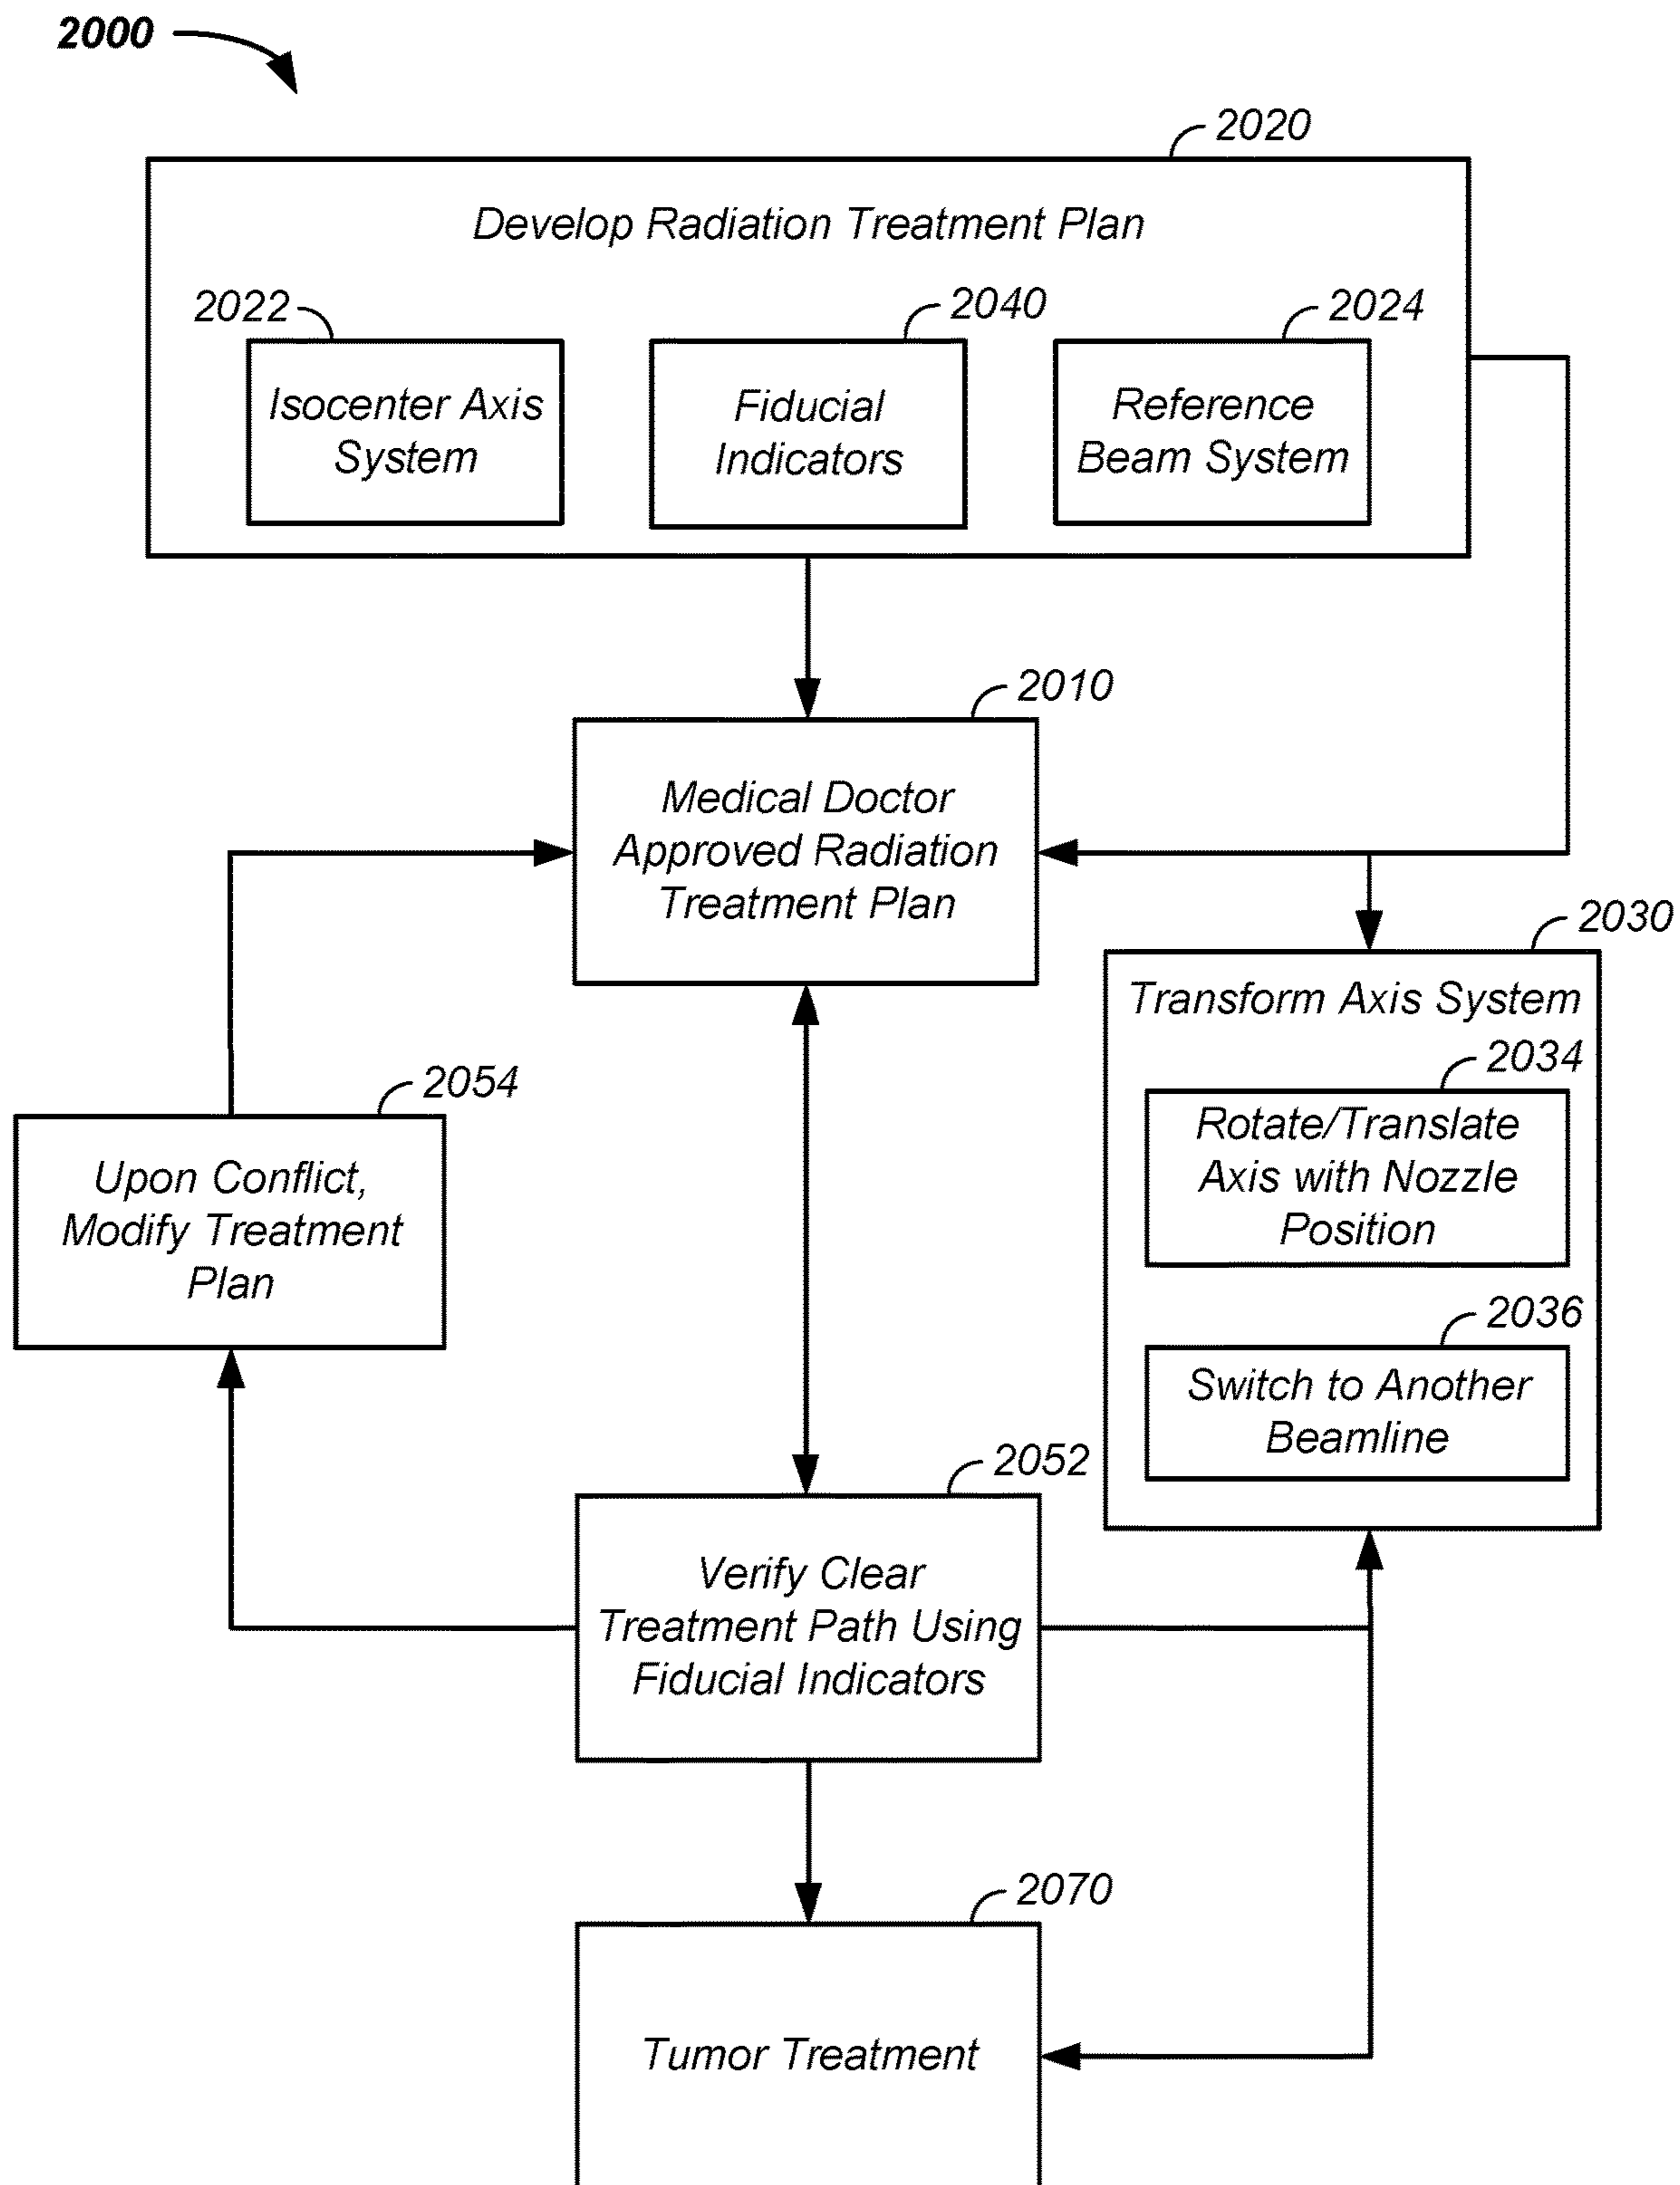 2000
2020
Develop Radiation Treatment Plan
2022
2040
2024
Isocenter Axis
System
Fiducial
Indicators
Reference
Beam System
2010
Medical Doctor
Approved Radiation
Treatment Plan
2030
Transform Axis System
2034
Rotate/Translate
Axis with Nozzle
Position
2036
Switch to Another
Beamline
2054
Upon Conflict,
Modify Treatment
Plan
2052
Verify Clear
Treatment Path Using
Fiducial Indicators
2070
Tumor Treatment